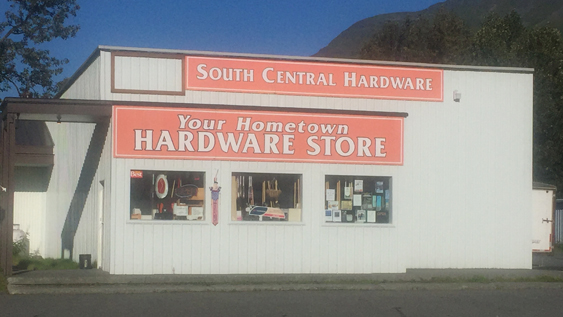 SOUTH CENTRAL HARDWARE
Your Hometown
HARDWARE STORE